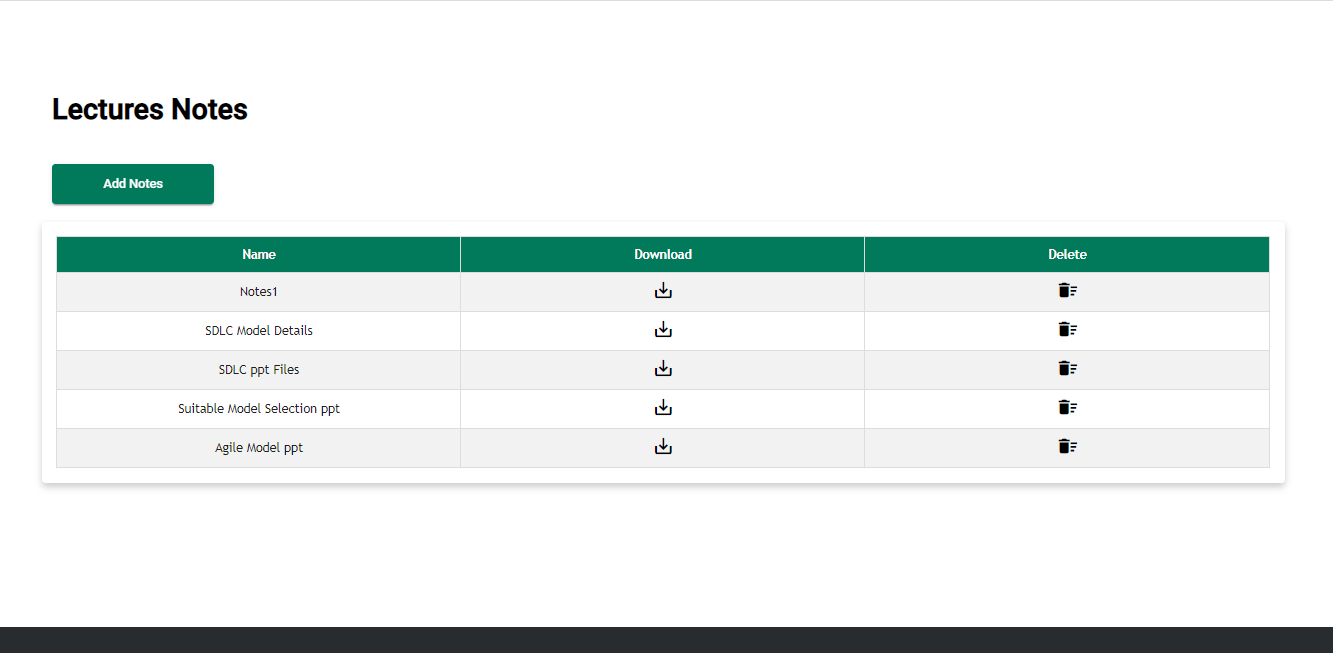 Lectures Notes
Add Notes
Name Download Delete
Notes1
SDLC Model Details
SDLC ppt Files
Suitable Model Selection ppt
Agile Model ppt